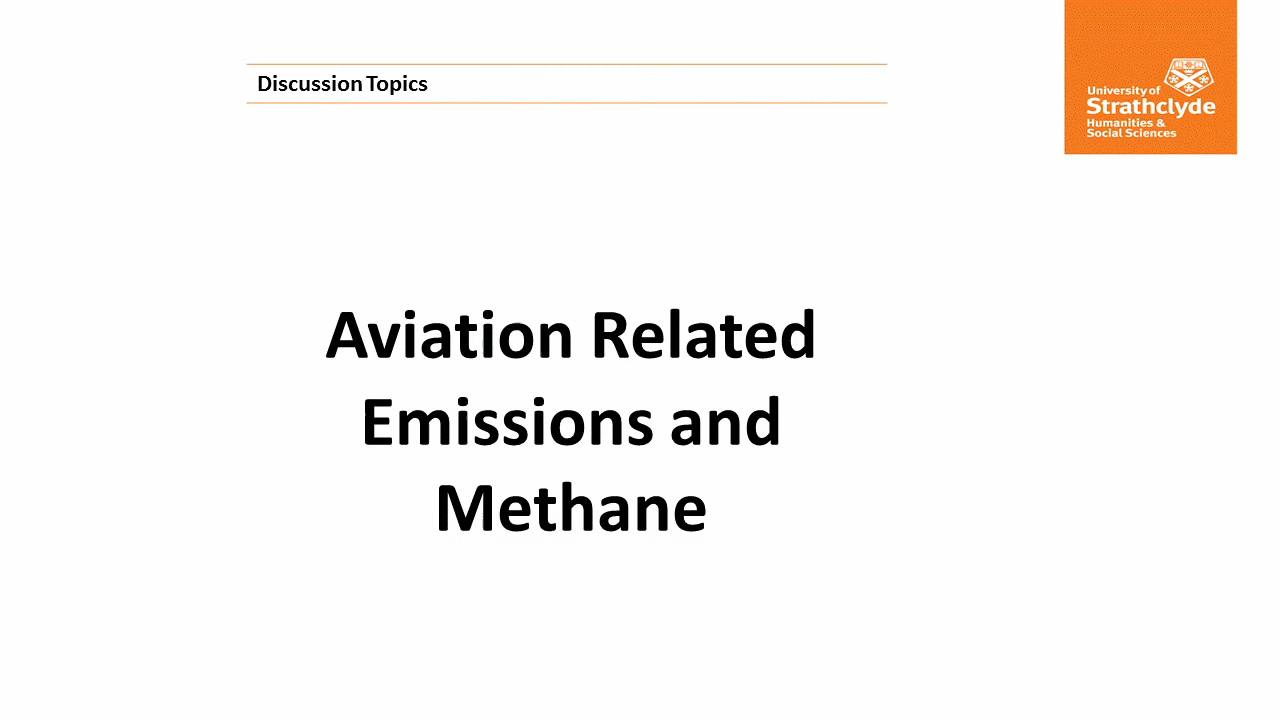 Discussion Topics
University of
Strathclyde
Humanities &
Social Sciences
Aviation Related
Emissions and
Methane